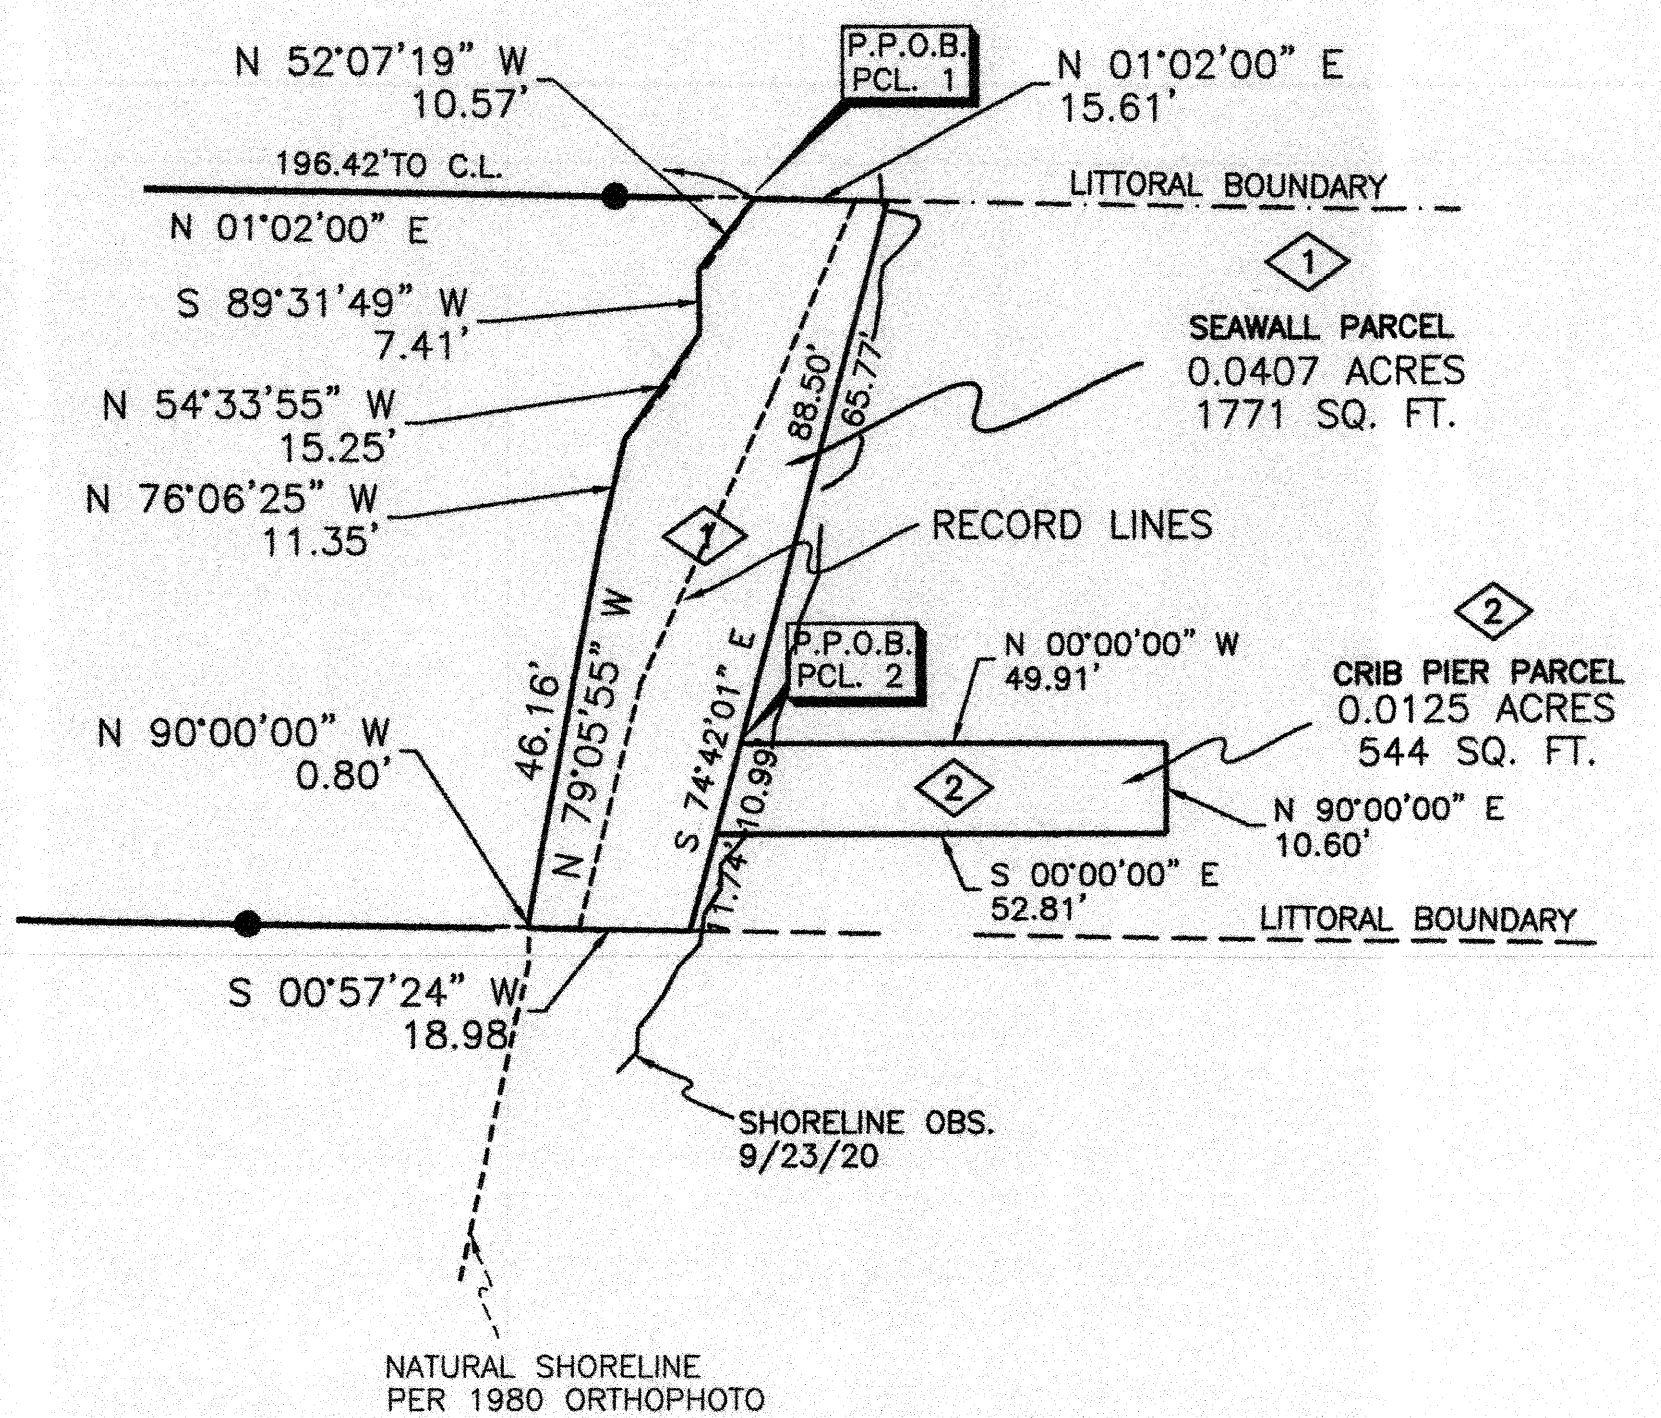 N 52°07'19" W
10.57'
P.P.O.B.
PCL. 1
N 01°02'00" E
15.61'
196.42'TO C.L.
LITTORAL BOUNDARY
N 01°02'00" E
1
S 89°31'49" W
7.41'
SEAWALL PARCEL
0.0407 ACRES
1771 SQ. FT.
88.50'
65.77'
N 54°33'55" W
15.25'
N 76°06'25" W
11.35'
1
RECORD LINES
46.16'
N 79°05'55" W
S 74°42'01" E
P.P.O.B.
PCL. 2
N 00°00'00" W
49.91'
2
CRIB PIER PARCEL
0.0125 ACRES
544 SQ. FT.
N 90°00'00" W
0.80'
10.99'
2
N 90°00'00" E
10.60'
11.74'
S 00°00'00" E
52.81'
LITTORAL BOUNDARY
S 00°57'24" W
18.98
SHORELINE OBS.
9/23/20
NATURAL SHORELINE
PER 1980 ORTHOPHOTO